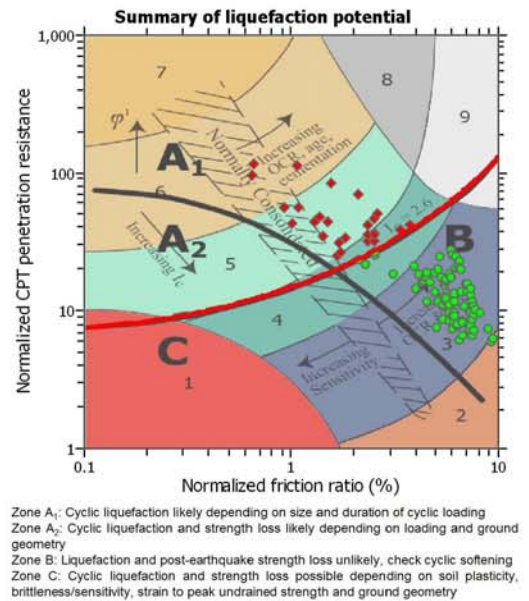 Summary of liquefaction potential
1,000
7
8
9
φ'
Increasing
OCR, age,
cementation
Normally Consolidated
100
A1
6
Ic = 2.6
A2
B
Increasing Ic
5
10
4
3
C
1
Increasing
Sensitivity
2
1
0.1
1
10
Normalized CPT penetration resistance
Normalized friction ratio (%)
Zone A1: Cyclic liquefaction likely depending on size and duration of cyclic loading
Zone A2: Cyclic liquefaction and strength loss likely depending on loading and ground
geometry
Zone B: Liquefaction and post-earthquake strength loss unlikely, check cyclic softening
Zone C: Cyclic liquefaction and strength loss possible depending on soil plasticity,
brittleness/sensitivity, strain to peak undrained strength and ground geometry